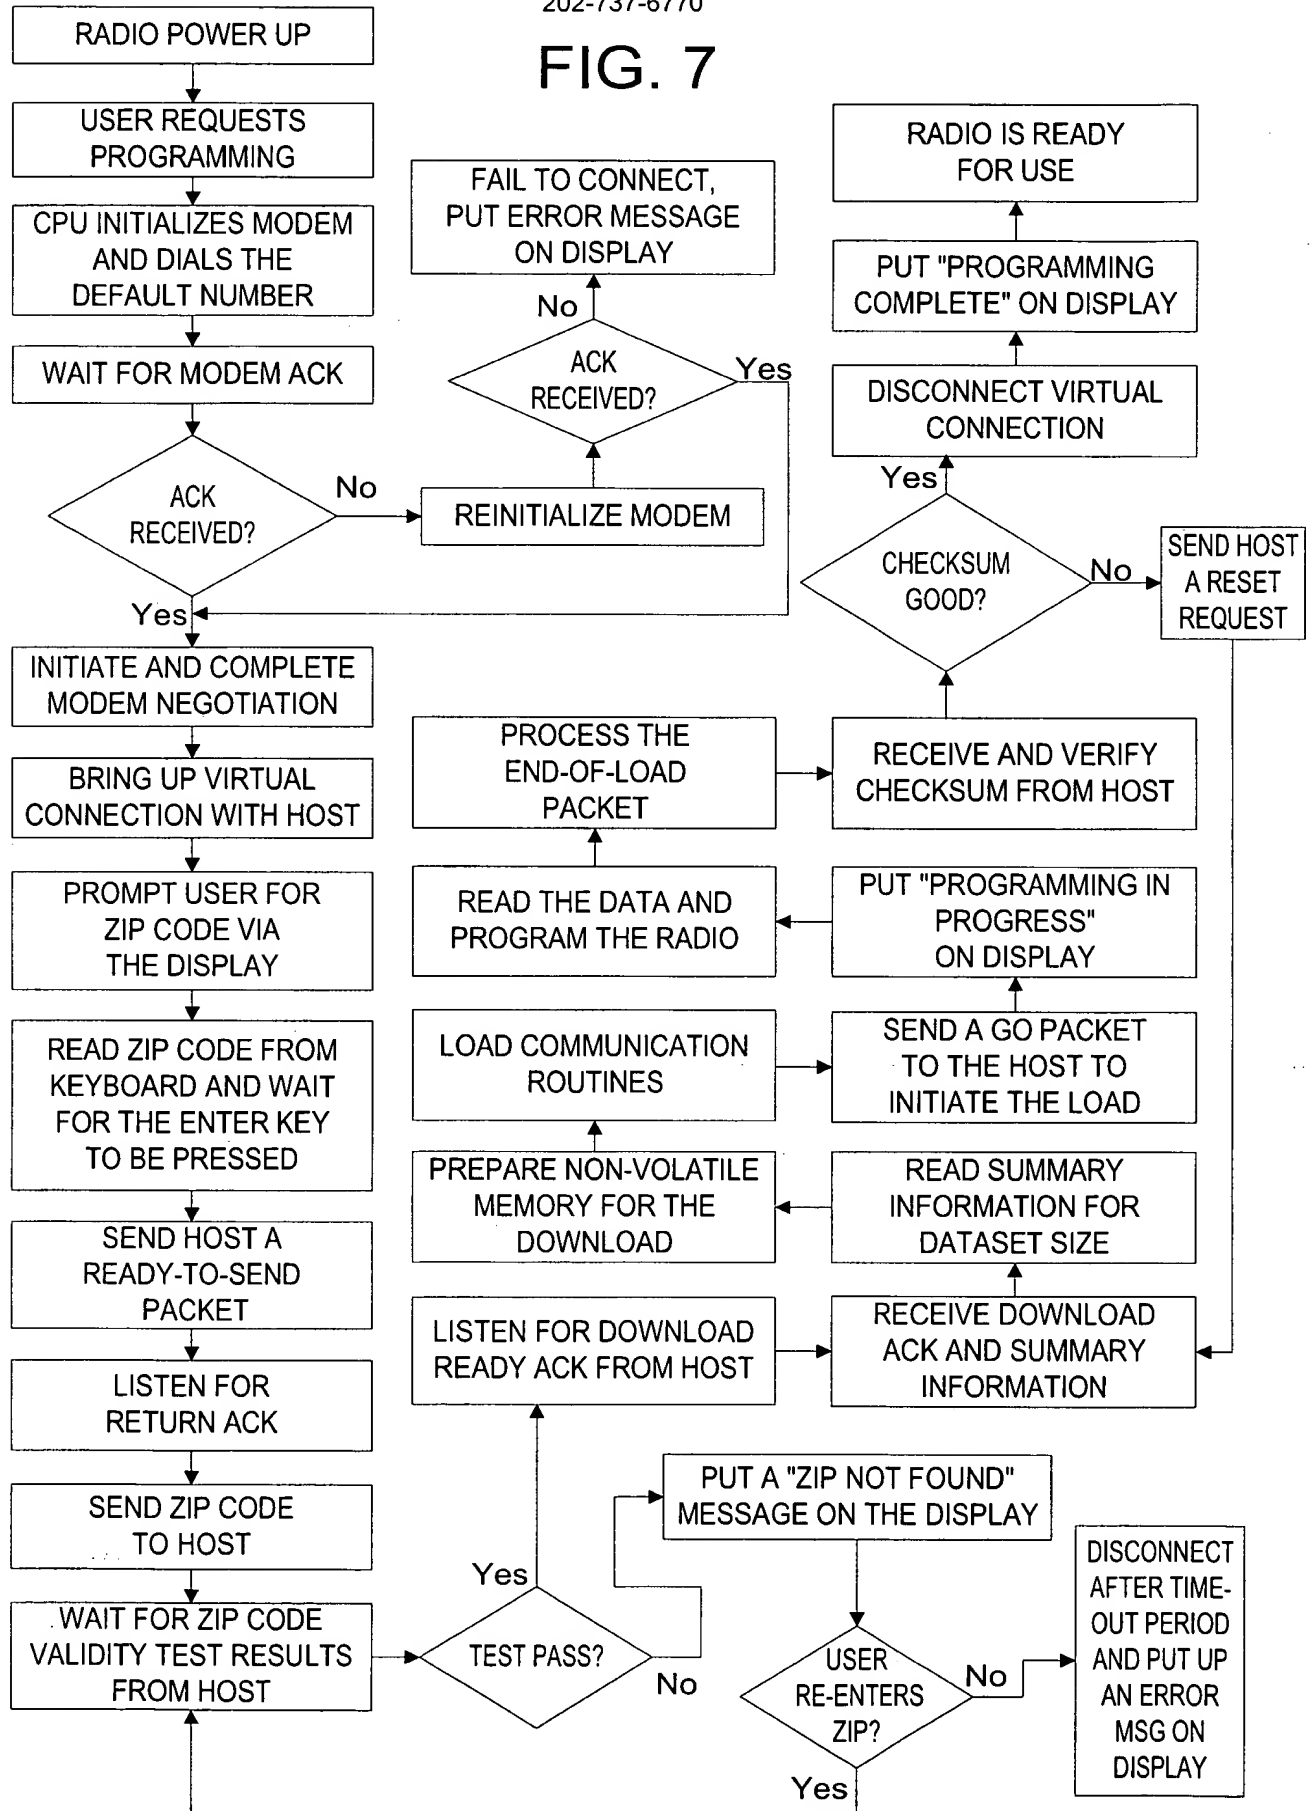 202-737-6770
FIG. 7
RADIO POWER UP
USER REQUESTS
PROGRAMMING
CPU INITIALIZES MODEM
AND DIALS THE
DEFAULT NUMBER
WAIT FOR MODEM ACK
ACK
RECEIVED?
No
Yes
REINITIALIZE MODEM
ACK
RECEIVED?
No
Yes
FAIL TO CONNECT,
PUT ERROR MESSAGE
ON DISPLAY
INITIATE AND COMPLETE
MODEM NEGOTIATION
BRING UP VIRTUAL
CONNECTION WITH HOST
PROMPT USER FOR
ZIP CODE VIA
THE DISPLAY
READ ZIP CODE FROM
KEYBOARD AND WAIT
FOR THE ENTER KEY
TO BE PRESSED
SEND HOST A
READY-TO-SEND
PACKET
LISTEN FOR
RETURN ACK
SEND ZIP CODE
TO HOST
WAIT FOR ZIP CODE
VALIDITY TEST RESULTS
FROM HOST
TEST PASS?
Yes
No
PUT A "ZIP NOT FOUND"
MESSAGE ON THE DISPLAY
USER
RE-ENTERS
ZIP?
No
Yes
DISCONNECT
AFTER TIME-
OUT PERIOD
AND PUT UP
AN ERROR
MSG ON
DISPLAY
LISTEN FOR DOWNLOAD
READY ACK FROM HOST
RECEIVE DOWNLOAD
ACK AND SUMMARY
INFORMATION
READ SUMMARY
INFORMATION FOR
DATASET SIZE
PREPARE NON-VOLATILE
MEMORY FOR THE
DOWNLOAD
LOAD COMMUNICATION
ROUTINES
SEND A GO PACKET
TO THE HOST TO
INITIATE THE LOAD
PUT "PROGRAMMING IN
PROGRESS"
ON DISPLAY
READ THE DATA AND
PROGRAM THE RADIO
PROCESS THE
END-OF-LOAD
PACKET
RECEIVE AND VERIFY
CHECKSUM FROM HOST
CHECKSUM
GOOD?
No
Yes
SEND HOST
A RESET
REQUEST
DISCONNECT VIRTUAL
CONNECTION
PUT "PROGRAMMING
COMPLETE" ON DISPLAY
RADIO IS READY
FOR USE